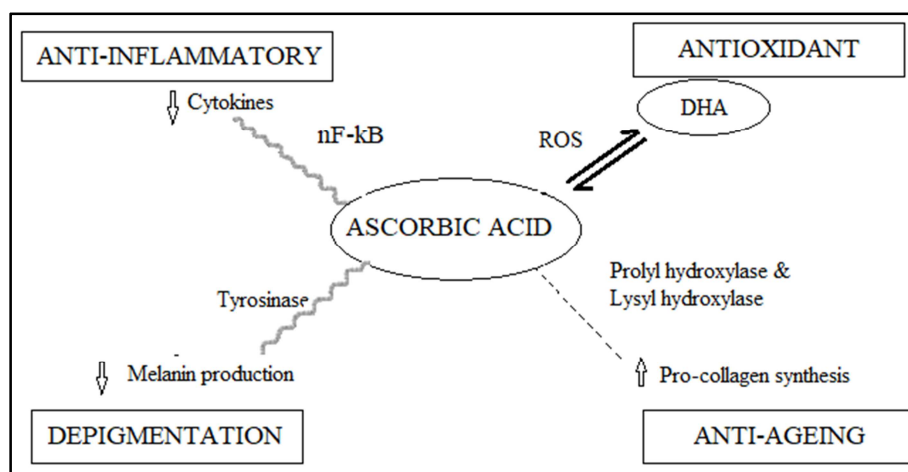 ANTI-INFLAMMATORY
Cytokines
nF-kB
ANTIOXIDANT
DHA
ROS
ASCORBIC ACID
Tyrosinase
Melanin production
DEPIGMENTATION
Prolyl hydroxylase &
Lysyl hydroxylase
Pro-collagen synthesis
ANTI-AGEING